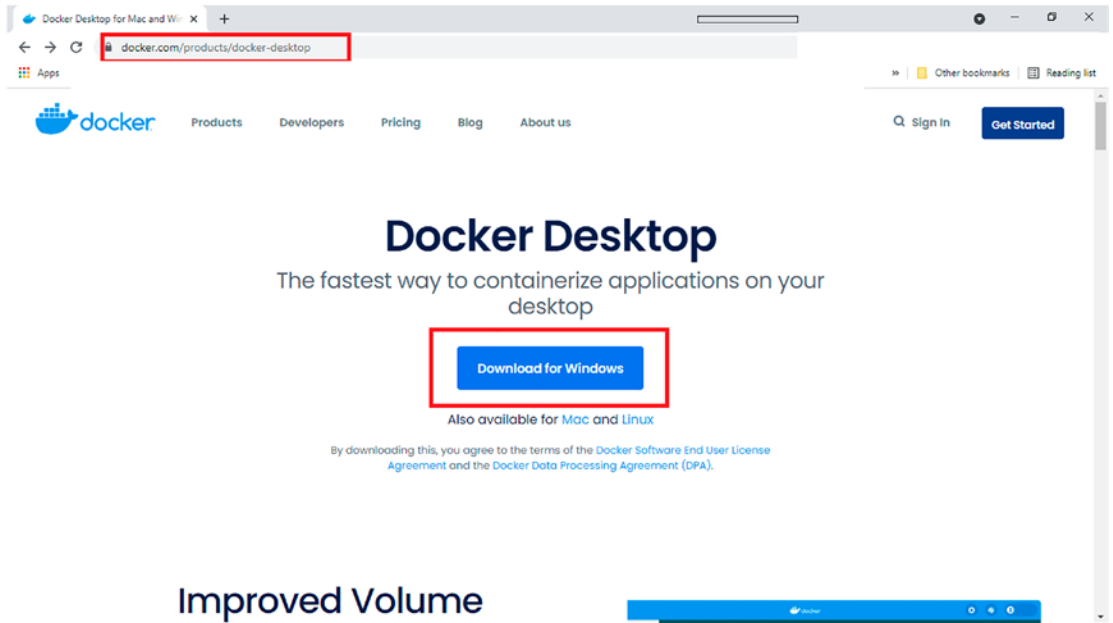 Docker Desktop for Mac and Win
docker.com/products/docker-desktop
Apps
» Other bookmarks Reading list
docker Products Developers Pricing Blog About us Sign In Get Started
Docker Desktop
The fastest way to containerize applications on your
desktop
Download for Windows
Also available for Mac and Linux
By downloading this, you agree to the terms of the Docker Software End User License
Agreement and the Docker Data Processing Agreement (DPA).
Improved Volume
docker